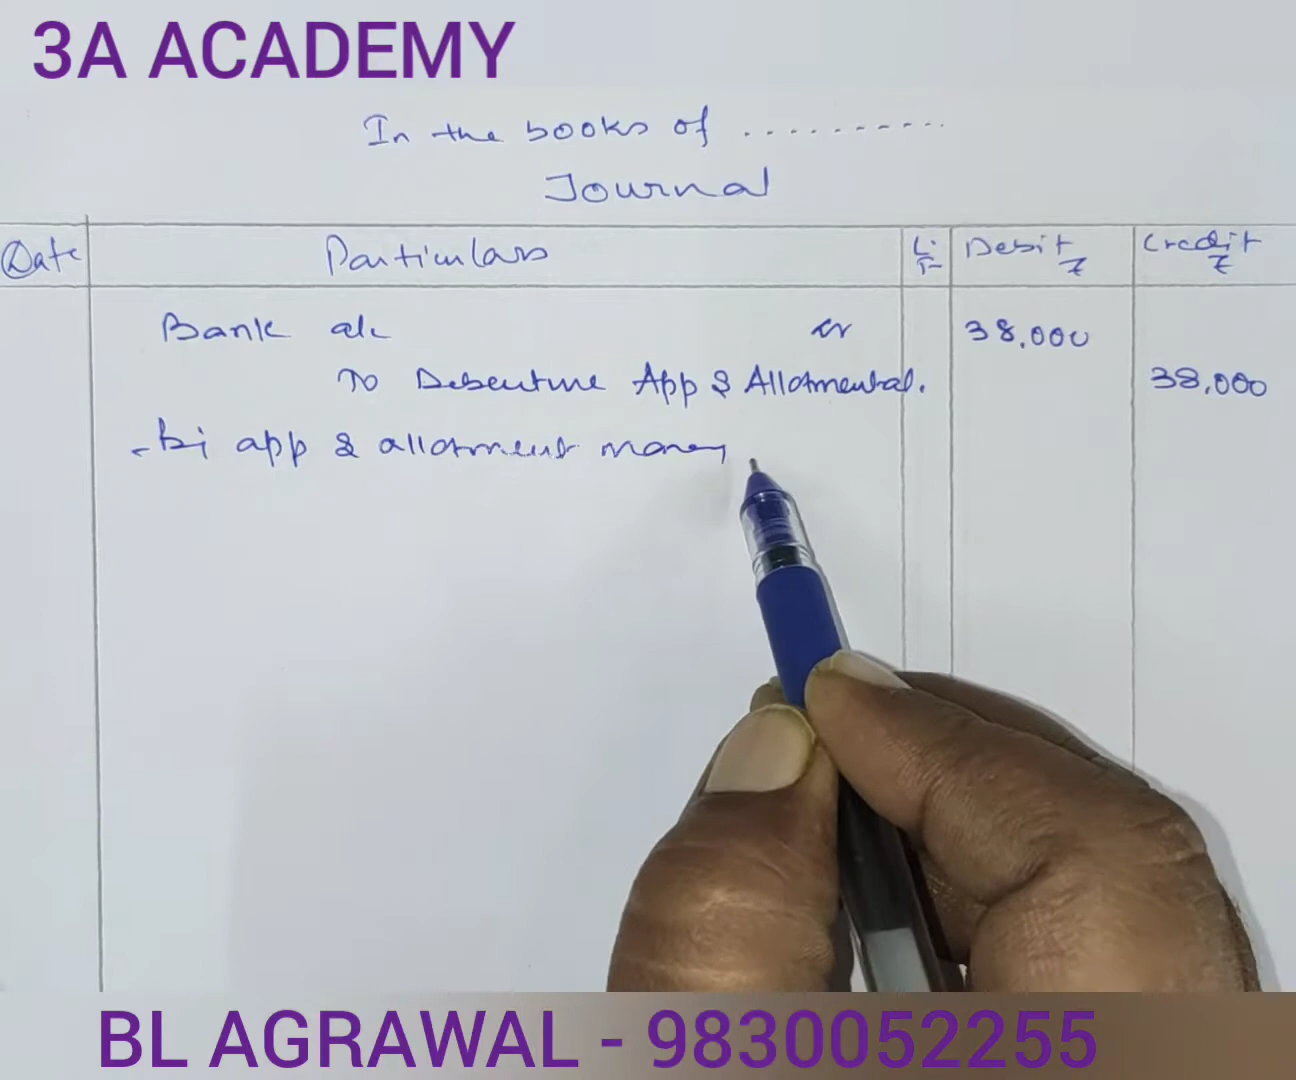 3A ACADEMY
In the books of ...........
Journal
Date Particulars L.F. Debit ₹ Credit ₹
Bank a/c Dr 38,000
To Debenture App & Allotment a/c. 38,000
app & allotment money
BL AGRAWAL - 9830052255